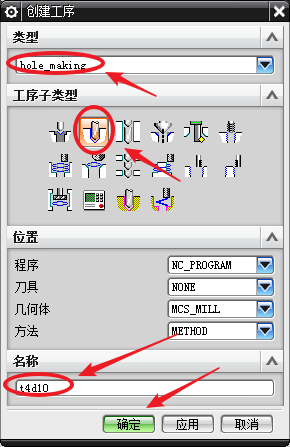 创建工序
类型
hole_making
工序子类型
位置
程序 NC_PROGRAM
刀具 NONE
几何体 MCS_MILL
方法 METHOD
名称
t4d10
确定 应用 取消